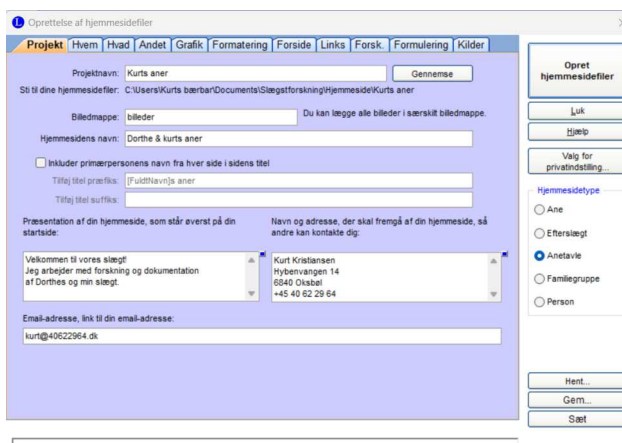 Oprettelse af hjemmesidefiler
Projekt Hvem Hvad Andet Grafik Formatering Forside Links Forsk. Formulering Kilder
Projektnavn: Kurts aner Gennemse
Sti til dine hjemmesidefiler: C:\Users\Kurts bærbar\Documents\Slægstforskning\Hjemmeside\Kurts aner
Billedmappe: billeder Du kan lægge alle billeder i særskilt billedmappe.
Hjemmesidens navn: Dorthe & kurts aner
Inkluder primærpersonens navn fra hver side i sidens titel
Tilføj titel præfiks: [FuldtNavn]s aner
Tilføj titel suffiks:
Præsentation af din hjemmeside, som står øverst på din
startside:
Velkommen til vores slægt!
Jeg arbejder med forskning og dokumentation
af Dorthes og min slægt.
Navn og adresse, der skal fremgå af din hjemmeside, så
andre kan kontakte dig:
Kurt Kristiansen
Hybenvangen 14
6840 Oksbøl
+45 40 62 29 64
Email-adresse, link til din email-adresse:
kurt@40622964.dk
Opret
hjemmesidefiler
Luk
Hjælp
Valg for
privatindstilling...
Hjemmesidetype
Ane
Efterslægt
Anetavle
Familiegruppe
Person
Hent...
Gem...
Sæt